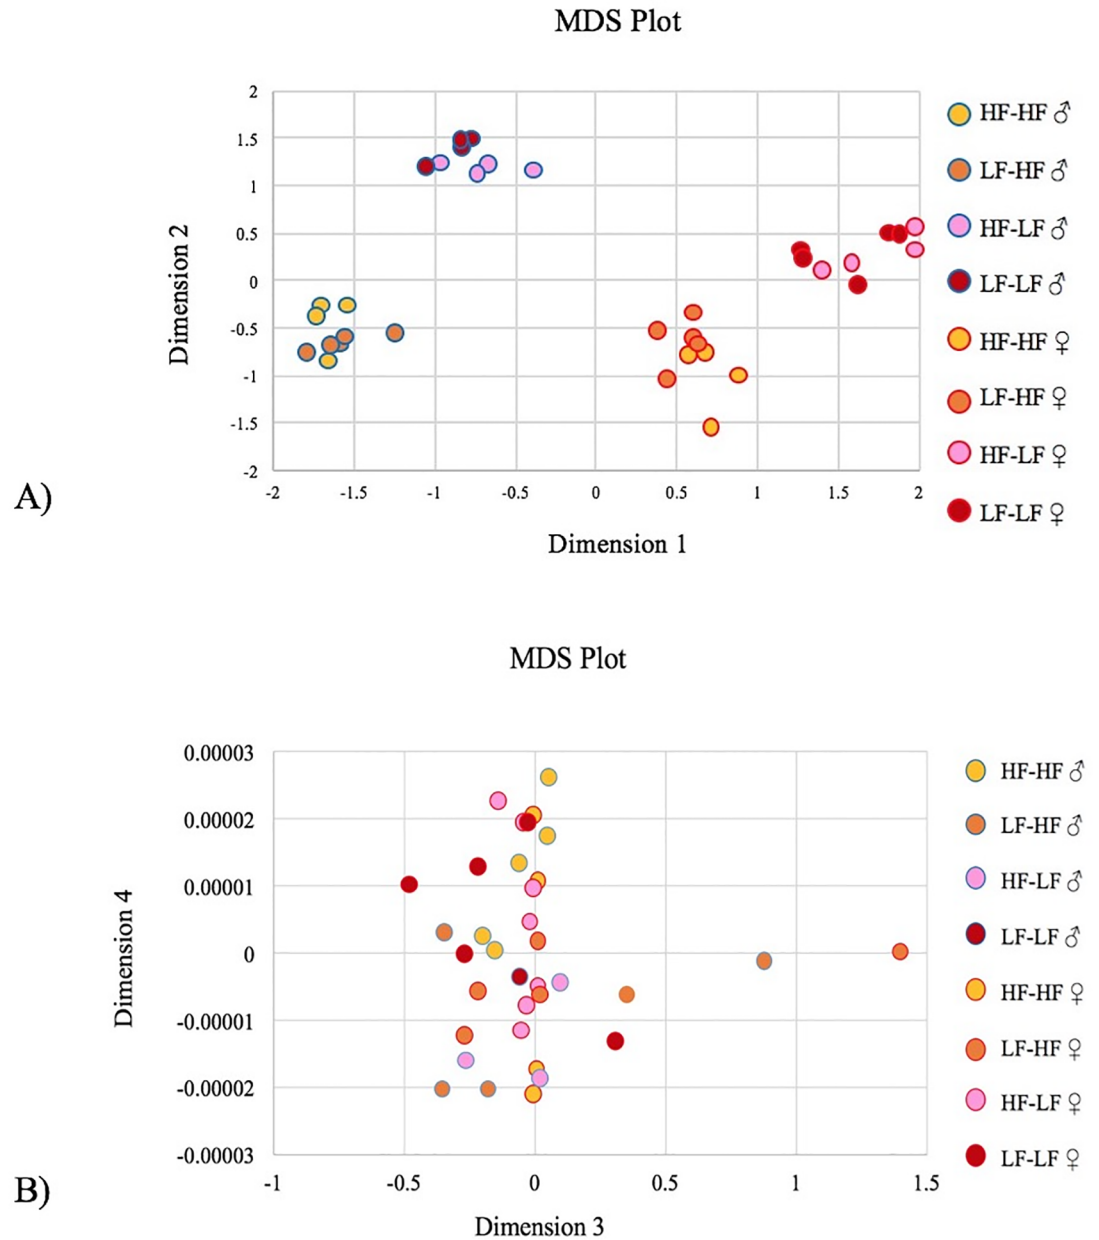 MDS Plot
2
1.5
1
0.5
0
-0.5
-1
-1.5
-2
-2 -1.5 -1 -0.5 0 0.5 1 1.5 2
Dimension 2
Dimension 1
HF-HF ♂
LF-HF ♂
HF-LF ♂
LF-LF ♂
HF-HF ♀
LF-HF ♀
HF-LF ♀
LF-LF ♀
A)
MDS Plot
0.00003
0.00002
0.00001
0
-0.00001
-0.00002
-0.00003
-1 -0.5 0 0.5 1 1.5
Dimension 4
Dimension 3
HF-HF ♂
LF-HF ♂
HF-LF ♂
LF-LF ♂
HF-HF ♀
LF-HF ♀
HF-LF ♀
LF-LF ♀
B)